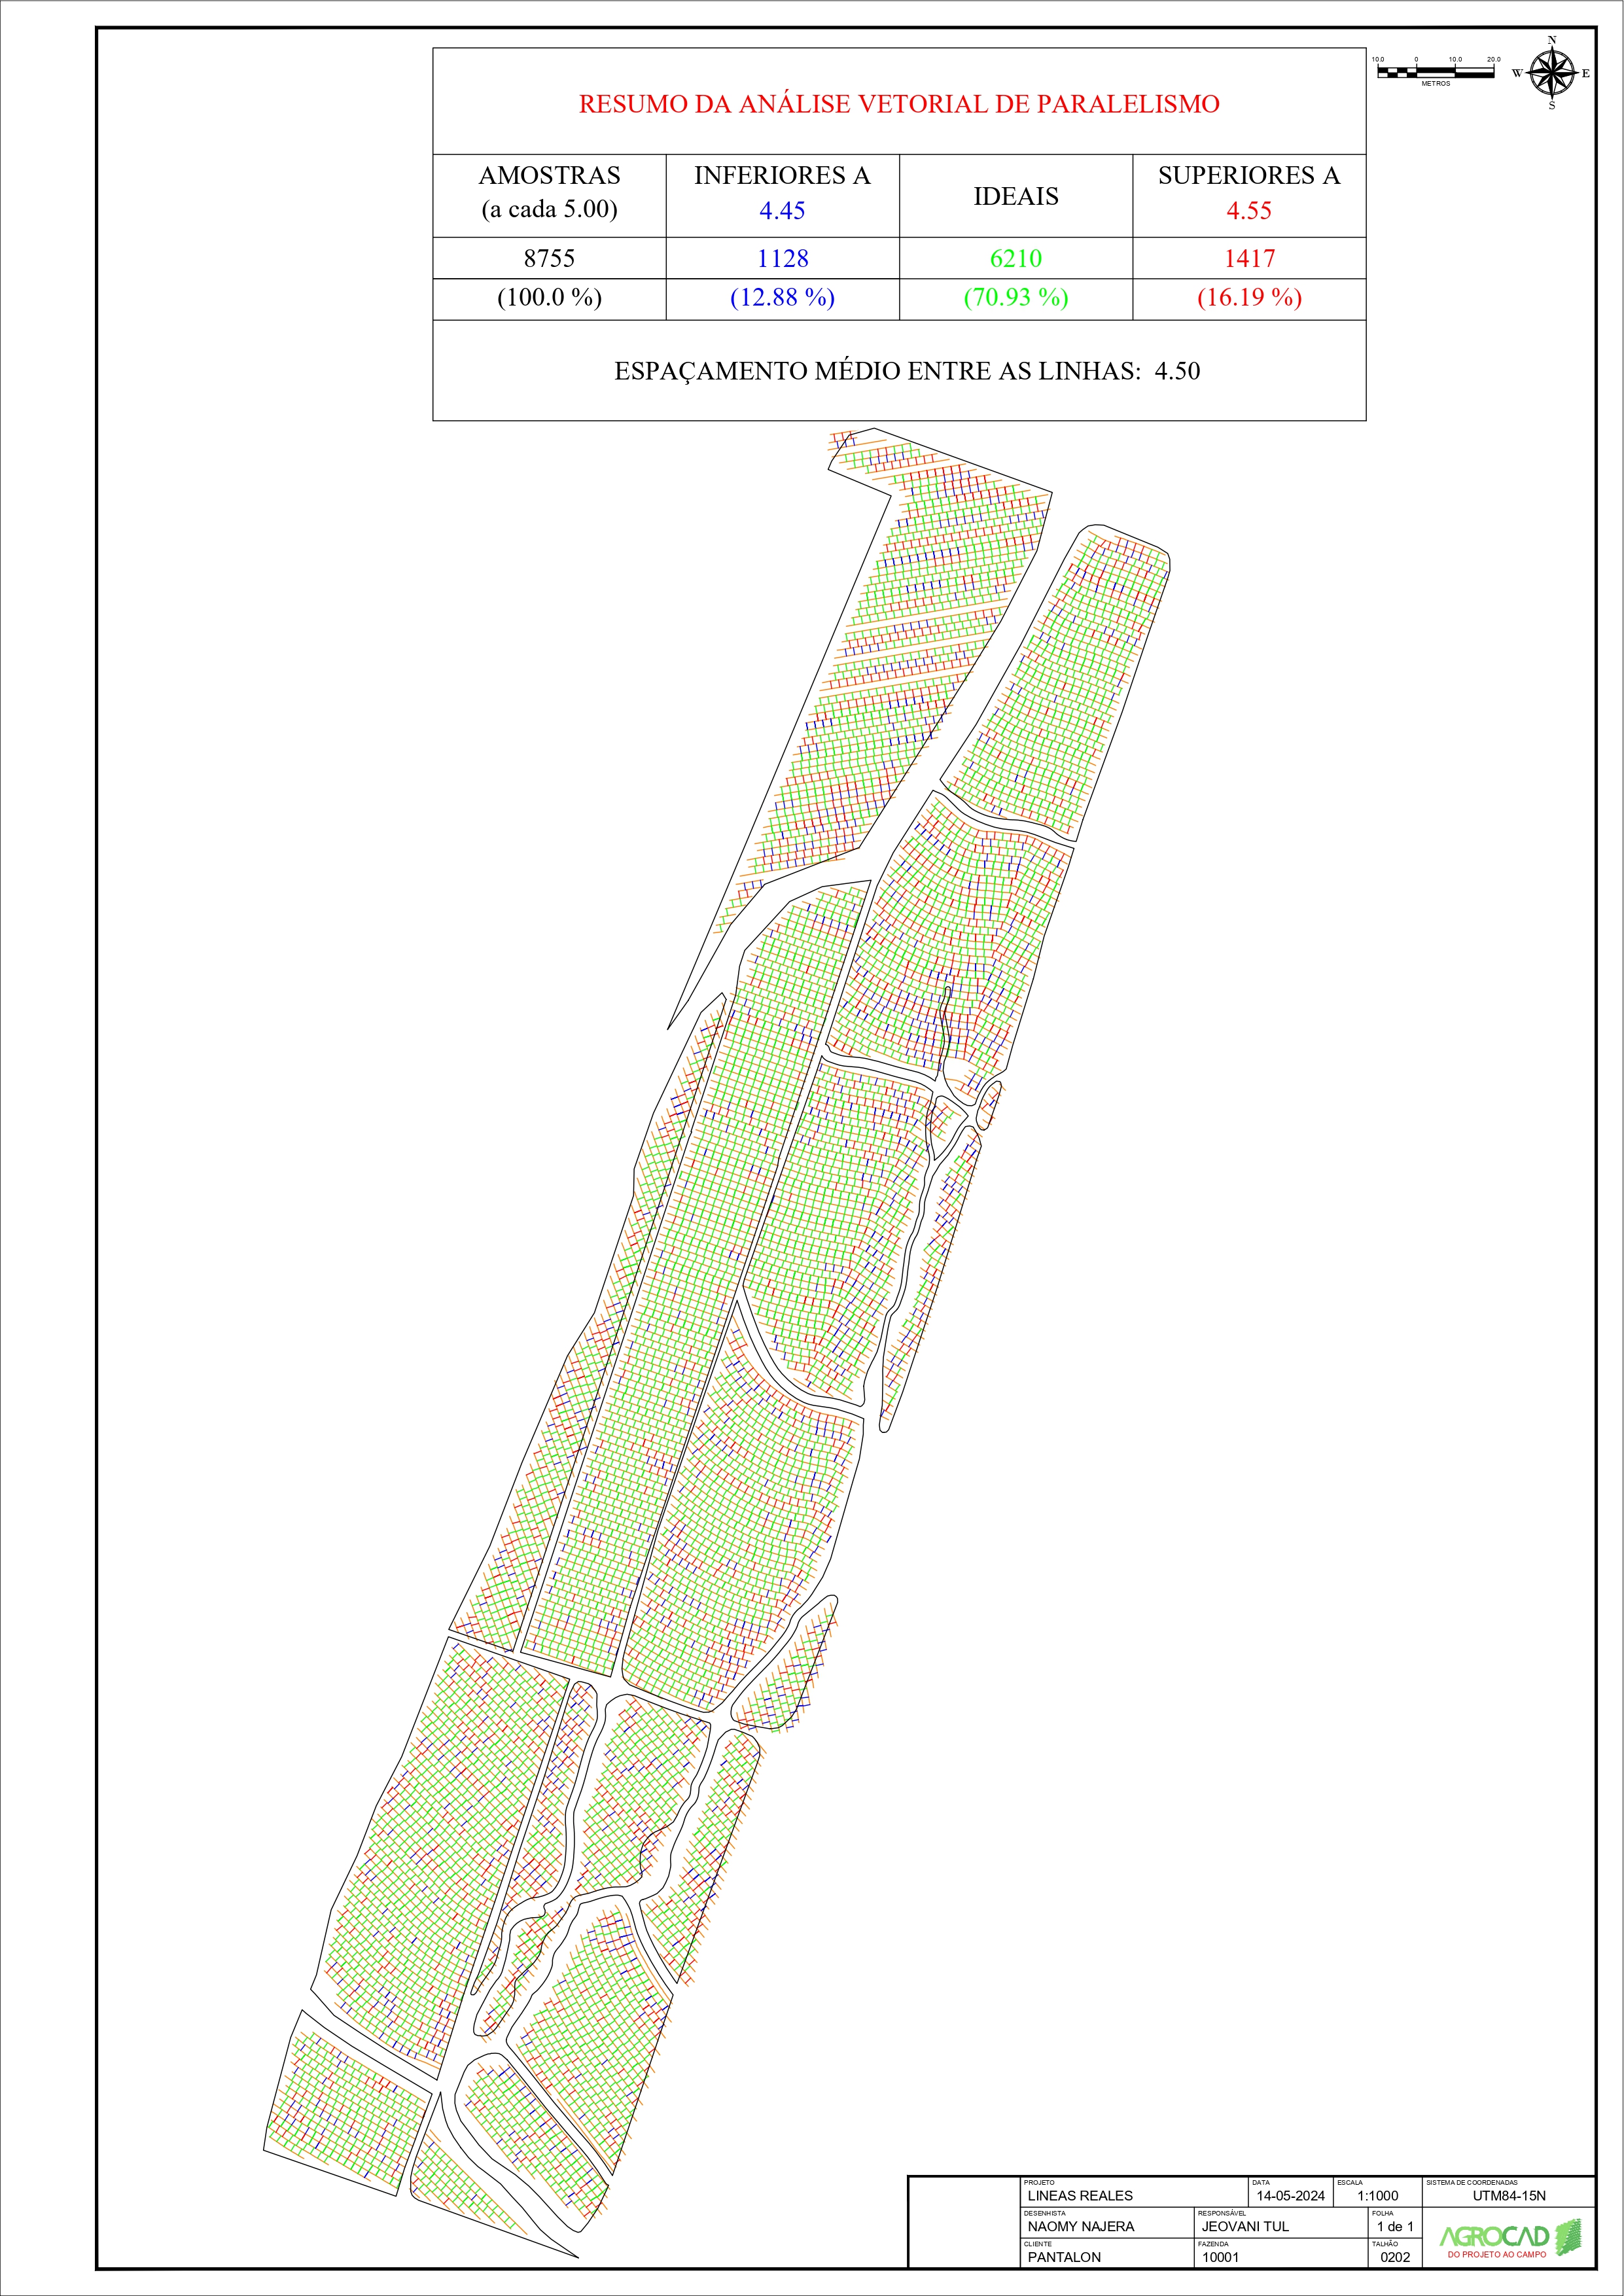 RESUMO DA ANÁLISE VETORIAL DE PARALELISMO
AMOSTRAS
(a cada 5.00)
INFERIORES A
4.45
IDEAIS
SUPERIORES A
4.55
8755
1128
6210
1417
(100.0 %)
(12.88 %)
(70.93 %)
(16.19 %)
ESPAÇAMENTO MÉDIO ENTRE AS LINHAS: 4.50
10.0 0 10.0 20.0
METROS
N
W E
S
PROJETO
LINEAS REALES
DATA
14-05-2024
ESCALA
1:1000
SISTEMA DE COORDENADAS
UTM84-15N
DESENHISTA
NAOMY NAJERA
RESPONSÁVEL
JEOVANI TUL
FOLHA
1 de 1
CLIENTE
PANTALON
FAZENDA
10001
TALHÃO
0202
AGROCAD
DO PROJETO AO CAMPO